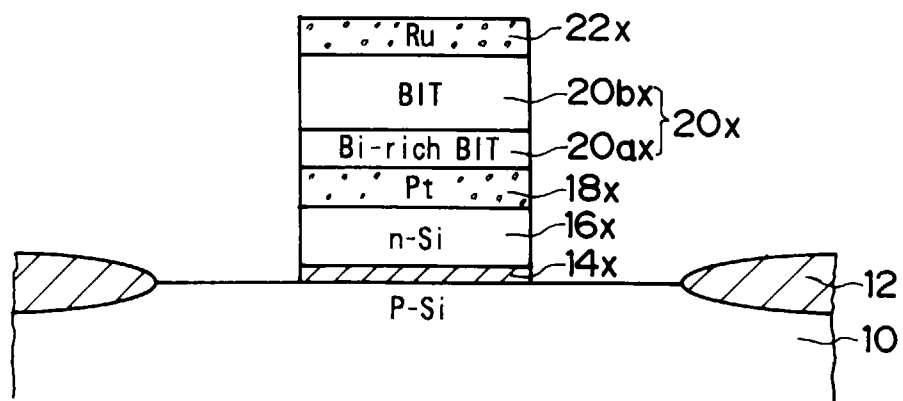 Ru 22x
BIT 20bx
20x
Bi-rich BIT 20ax
Pt 18x
n-Si 16x
14x
12
P-Si
10